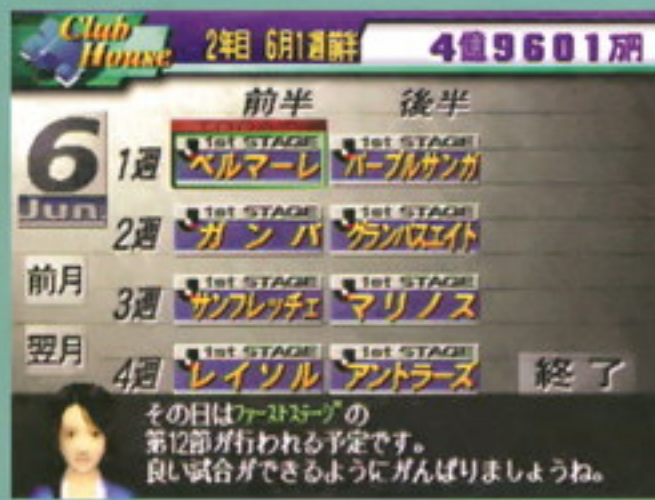 Club House
2年目 6月1週前半
4億9601万円
前半 後半
6
Jun.
1週 1st STAGE ベルマーレ 1st STAGE パープルサンガ
2週 1st STAGE ガンバ 1st STAGE グランパスエイト
前月
3週 1st STAGE サンフレッチェ 1st STAGE マリノス
翌月
4週 1st STAGE レイソル 1st STAGE アントラーズ
終了
その日はファーストステージの
第12節が行われる予定です。
良い試合ができるようにがんばりましょうね。